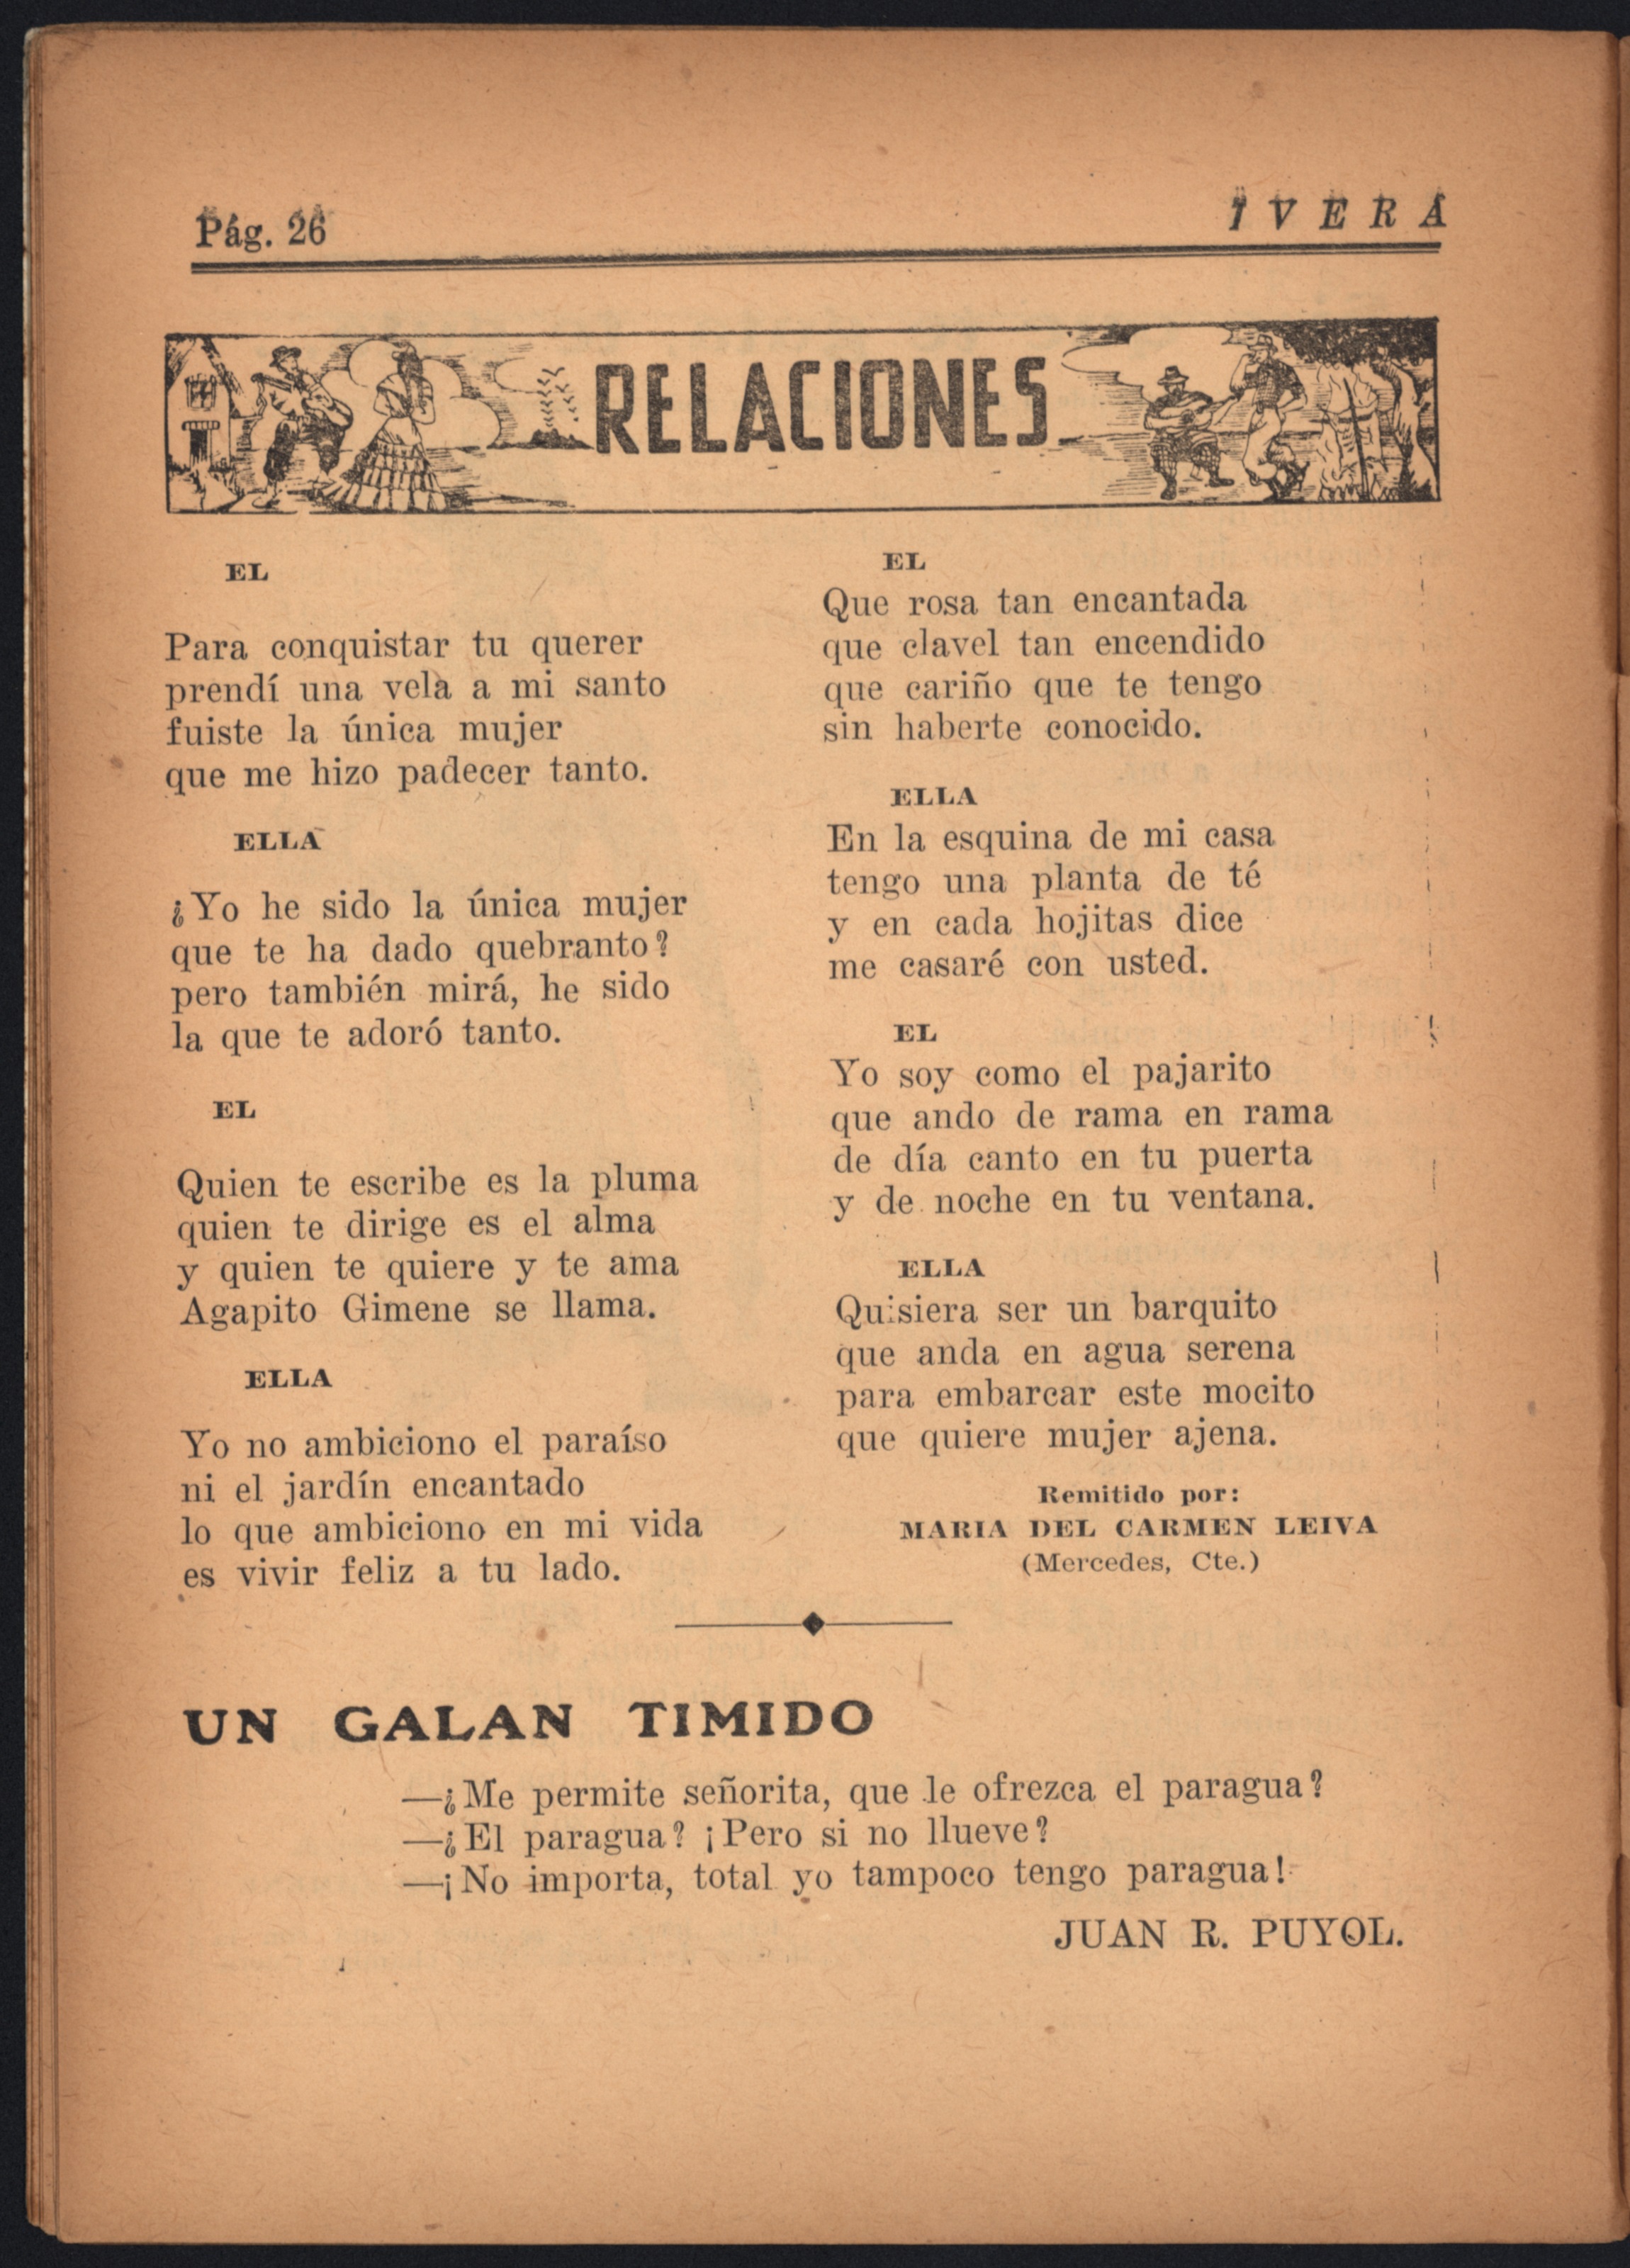 Pág. 26
IVERÁ
RELACIONES
EL
Para conquistar tu querer
prendí una vela a mi santo
fuiste la única mujer
que me hizo padecer tanto.
ELLA
¿Yo he sido la única mujer
que te ha dado quebranto?
pero también mirá, he sido
la que te adoró tanto.
EL
Quien te escribe es la pluma
quien te dirige es el alma
y quien te quiere y te ama
Agapito Gimene se llama.
ELLA
Yo no ambiciono el paraíso
ni el jardín encantado
lo que ambiciono en mi vida
es vivir feliz a tu lado.
EL
Que rosa tan encantada
que clavel tan encendido
que cariño que te tengo
sin haberte conocido.
ELLA
En la esquina de mi casa
tengo una planta de té
y en cada hojitas dice
me casaré con usted.
EL
Yo soy como el pajarito
que ando de rama en rama
de día canto en tu puerta
y de noche en tu ventana.
ELLA
Quisiera ser un barquito
que anda en agua serena
para embarcar este mocito
que quiere mujer ajena.
Remitido por:
MARIA DEL CARMEN LEIVA
(Mercedes, Cte.)
UN GALAN TIMIDO
—¿Me permite señorita, que le ofrezca el paragua?
—¿El paragua? ¡Pero si no llueve?
—¡No importa, total yo tampoco tengo paragua!
JUAN R. PUYOL.